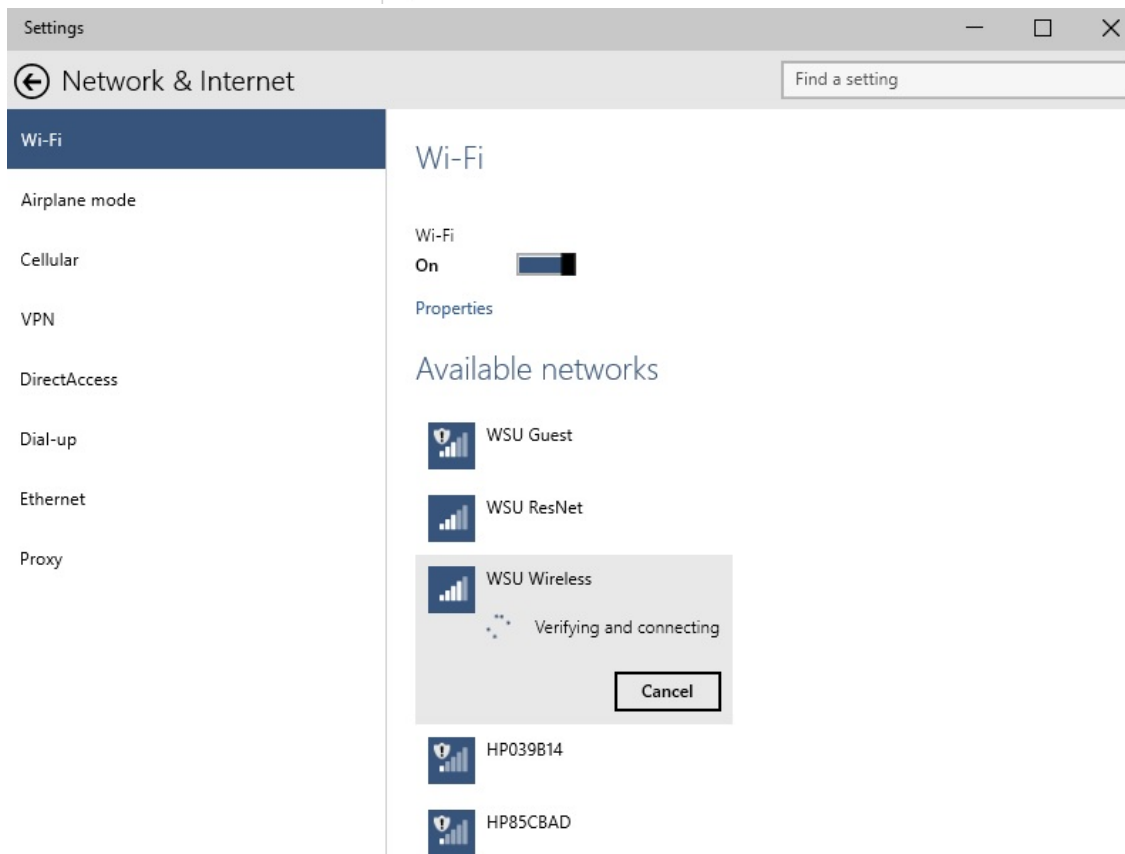 Settings
Network & Internet
Find a setting
Wi-Fi
Airplane mode
Cellular
VPN
DirectAccess
Dial-up
Ethernet
Proxy
Wi-Fi
Wi-Fi
On
Properties
Available networks
WSU Guest
WSU ResNet
WSU Wireless
Verifying and connecting
Cancel
HP039B14
HP85CBAD